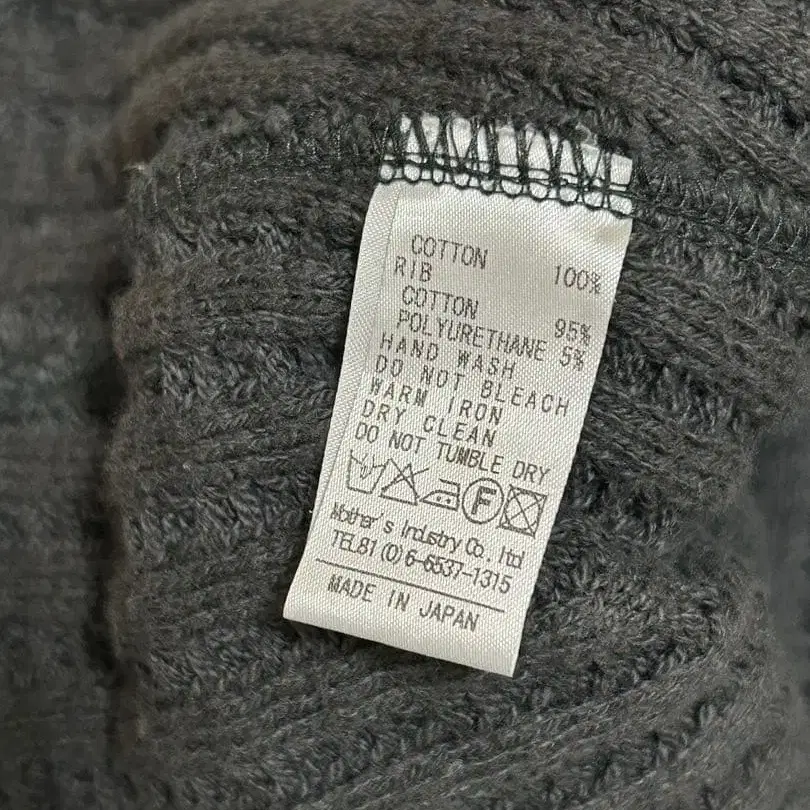 COTTON 100%
RIB
COTTON 95%
POLYURETHANE 5%
HAND WASH
DO NOT BLEACH
WARM IRON
DRY CLEAN
DO NOT TUMBLE DRY
F
Mother's Industry Co. ltd
TEL81(0)6-6537-1315
MADE IN JAPAN